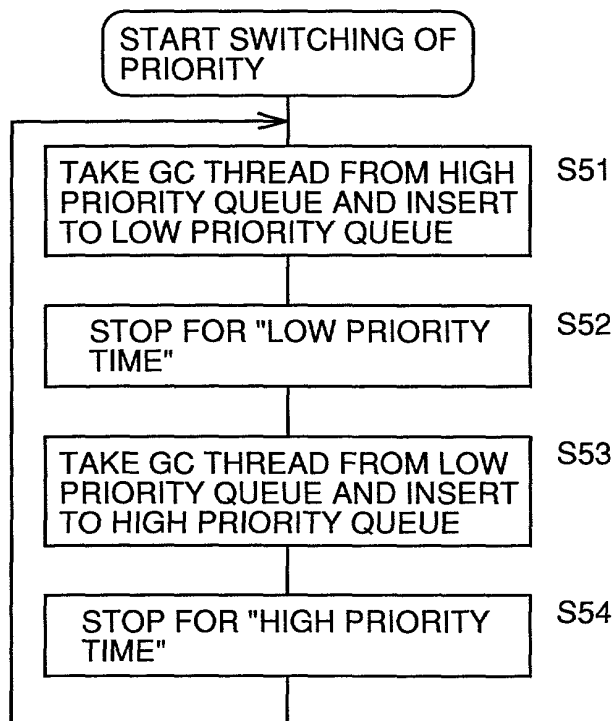 START SWITCHING OF
PRIORITY
TAKE GC THREAD FROM HIGH
PRIORITY QUEUE AND INSERT
TO LOW PRIORITY QUEUE
S51
STOP FOR "LOW PRIORITY
TIME"
S52
TAKE GC THREAD FROM LOW
PRIORITY QUEUE AND INSERT
TO HIGH PRIORITY QUEUE
S53
STOP FOR "HIGH PRIORITY
TIME"
S54